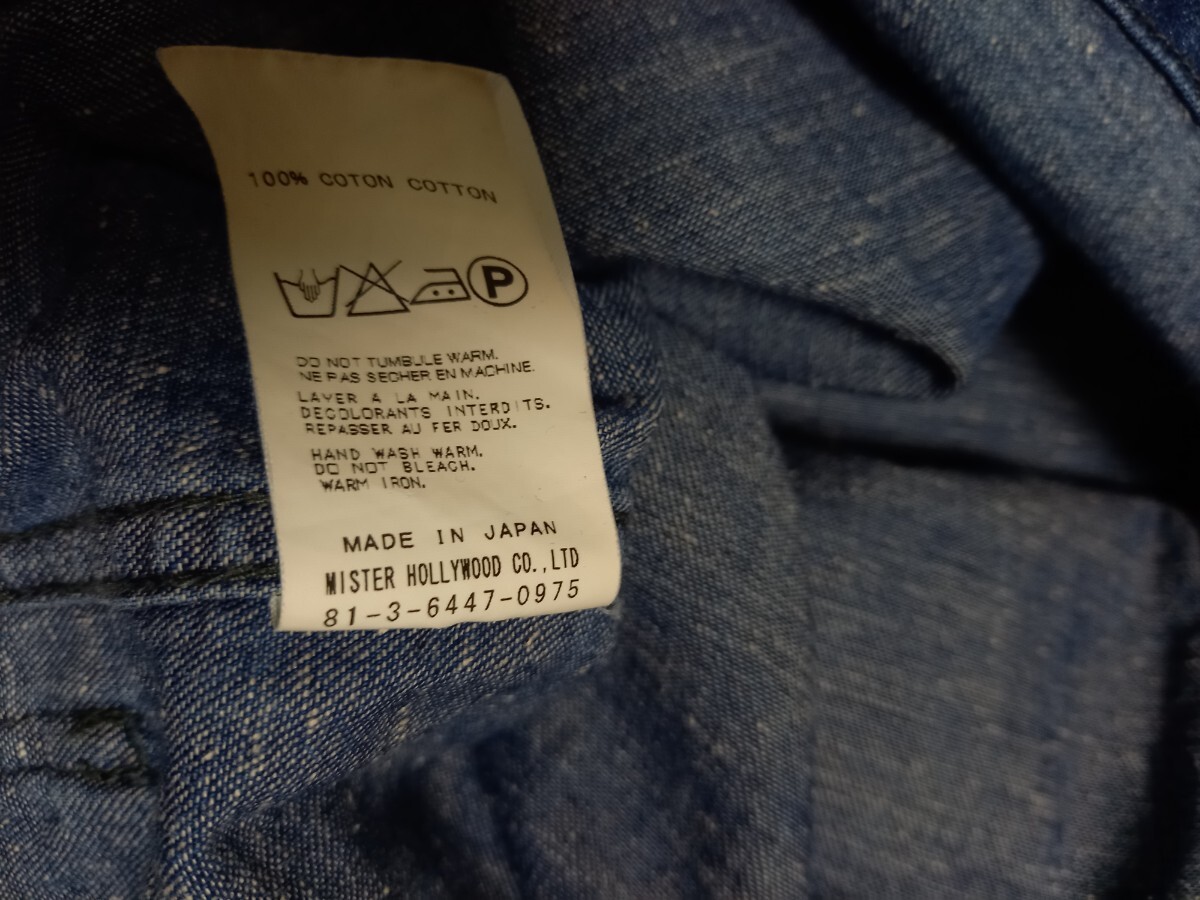 100% COTON COTTON
P
DO NOT TUMBULE WARM.
NE PAS SECHER EN MACHINE.
LAVER A LA MAIN.
DECOLORANTS INTERDITS.
REPASSER AU FER DOUX.
HAND WASH WARM.
DO NOT BLEACH.
WARM IRON.
MADE IN JAPAN
MISTER HOLLYWOOD CO.,LTD
81-3-6447-0975